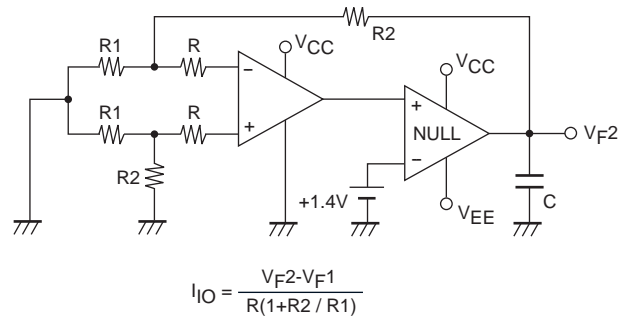 R2
R1
R
VCC
VCC
R1
R
NULL
VF2
R2
+1.4V
VEE
C
IIO = VF2-VF1 / R(1+R2 / R1)